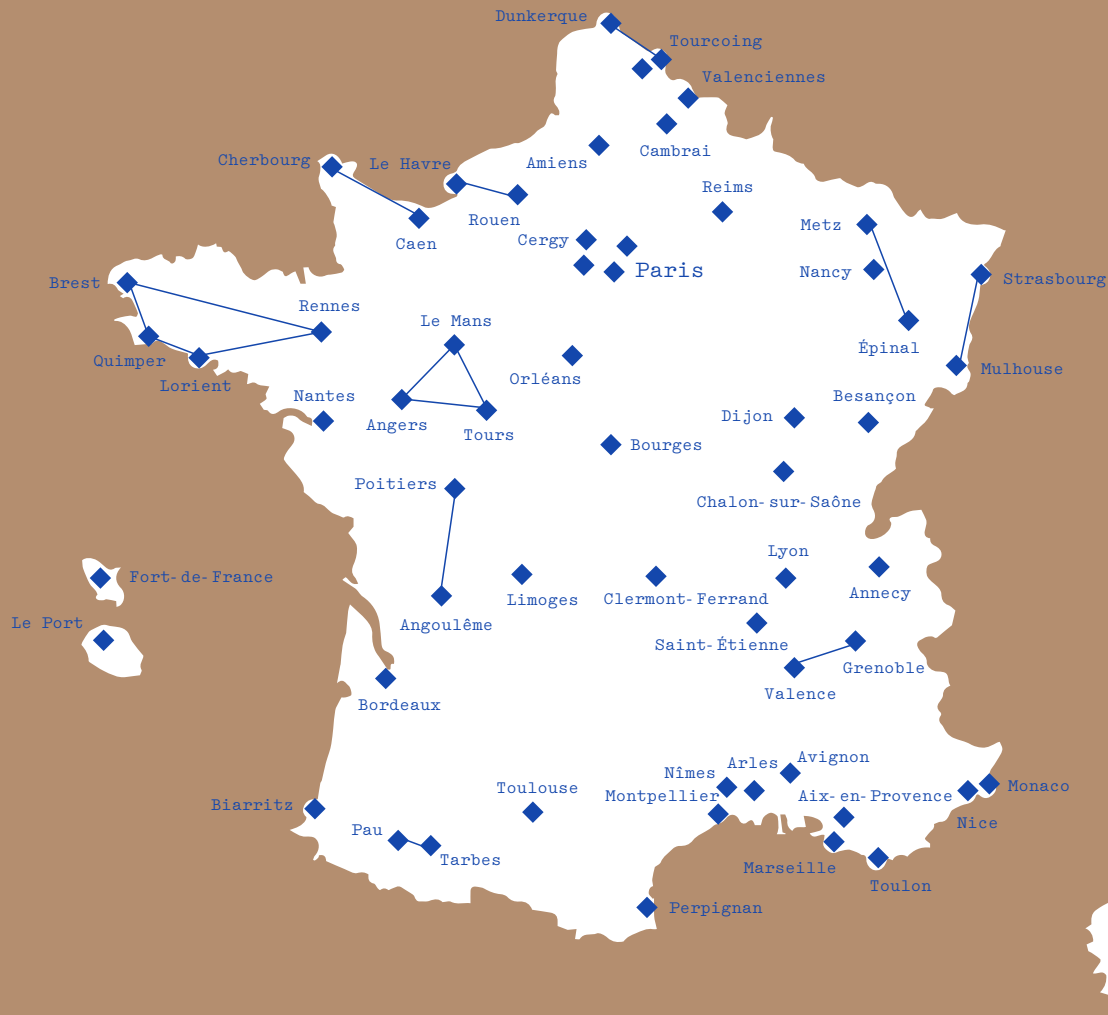 Dunkerque
Tourcoing
Valenciennes
Cambrai
Cherbourg
Le Havre
Amiens
Reims
Rouen
Metz
Caen
Cergy
Paris
Nancy
Strasbourg
Brest
Rennes
Le Mans
Épinal
Quimper
Mulhouse
Orléans
Lorient
Nantes
Besançon
Dijon
Angers
Tours
Bourges
Poitiers
Chalon-sur-Saône
Lyon
Fort-de-France
Annecy
Limoges
Clermont-Ferrand
Le Port
Angoulême
Saint-Étienne
Grenoble
Valence
Bordeaux
Avignon
Arles
Nîmes
Monaco
Toulouse
Montpellier
Aix-en-Provence
Biarritz
Nice
Pau
Tarbes
Marseille
Toulon
Perpignan